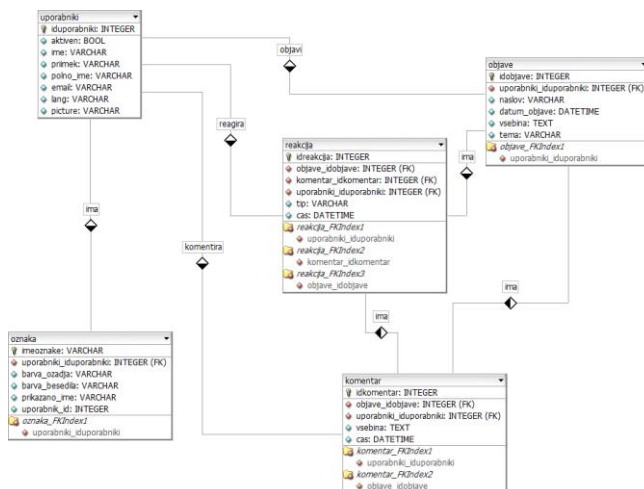 uporabniki
iduporabniki: INTEGER
aktiven: BOOL
ime: VARCHAR
priimek: VARCHAR
polno_ime: VARCHAR
email: VARCHAR
lang: VARCHAR
picture: VARCHAR
objavi
reagira
komentira
ima
objave
idobjave: INTEGER
uporabniki_iduporabniki: INTEGER (FK)
naslov: VARCHAR
datum_objave: DATETIME
vsebina: TEXT
tema: VARCHAR
objave_FKIndex1
uporabniki_iduporabniki
reakcija
idreakcija: INTEGER
objave_idobjave: INTEGER (FK)
komentar_idkomentar: INTEGER (FK)
uporabniki_iduporabniki: INTEGER (FK)
tip: VARCHAR
cas: DATETIME
reakcija_FKIndex1
uporabniki_iduporabniki
reakcija_FKIndex2
komentar_idkomentar
reakcija_FKIndex3
objave_idobjave
ima
ima
ima
oznaka
imeoznake: VARCHAR
uporabniki_iduporabniki: INTEGER (FK)
barva_ozadja: VARCHAR
barva_besedila: VARCHAR
prikazano_ime: VARCHAR
uporabnik_id: INTEGER
oznaka_FKIndex1
uporabniki_iduporabniki
komentar
idkomentar: INTEGER
objave_idobjave: INTEGER (FK)
uporabniki_iduporabniki: INTEGER (FK)
vsebina: TEXT
cas: DATETIME
komentar_FKIndex1
uporabniki_iduporabniki
komentar_FKIndex2
objave_idobjave